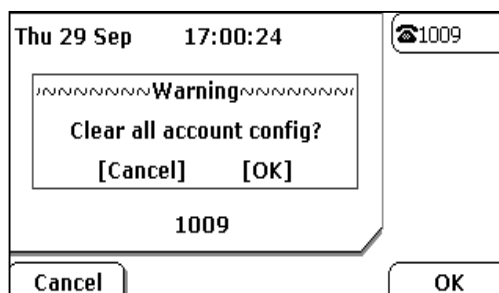 Thu 29 Sep 17:00:24
☎1009
~~~~~~~~Warning~~~~~~~~
Clear all account config?
[Cancel] [OK]
1009
Cancel OK